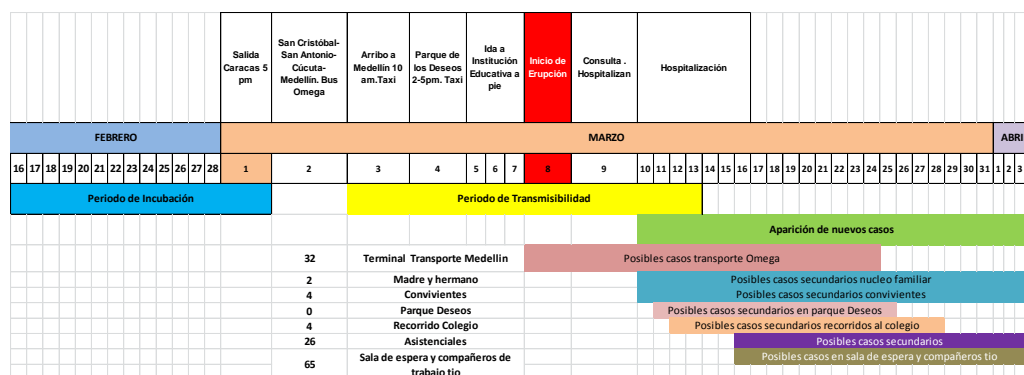 Salida
Caracas 5
pm
San Cristóbal-
San Antonio-
Cúcuta-
Medellín. Bus
Omega
Arribo a
Medellín 10
am.Taxi
Parque de
los Deseos
2-5pm. Taxi
Ida a
Institución
Educativa a
pie
Inicio de
Erupción
Consulta .
Hospitalizan
Hospitalización
FEBRERO MARZO ABRI
16 17 18 19 20 21 22 23 24 25 26 27 28 1 2 3 4 5 6 7 8 9 10 11 12 13 14 15 16 17 18 19 20 21 22 23 24 25 26 27 28 29 30 31 1 2 3
Periodo de Incubación Periodo de Transmisibilidad
Aparición de nuevos casos
32 Terminal Transporte Medellin Posibles casos transporte Omega
2 Madre y hermano Posibles casos secundarios nucleo familiar
4 Convivientes Posibles casos secundarios convivientes
0 Parque Deseos Posibles casos secundarios en parque Deseos
4 Recorrido Colegio Posibles casos secundarios recorridos al colegio
26 Asistenciales Posibles casos secundarios
65 Sala de espera y compañeros de Posibles casos en sala de espera y compañeros tio
trabajo tio